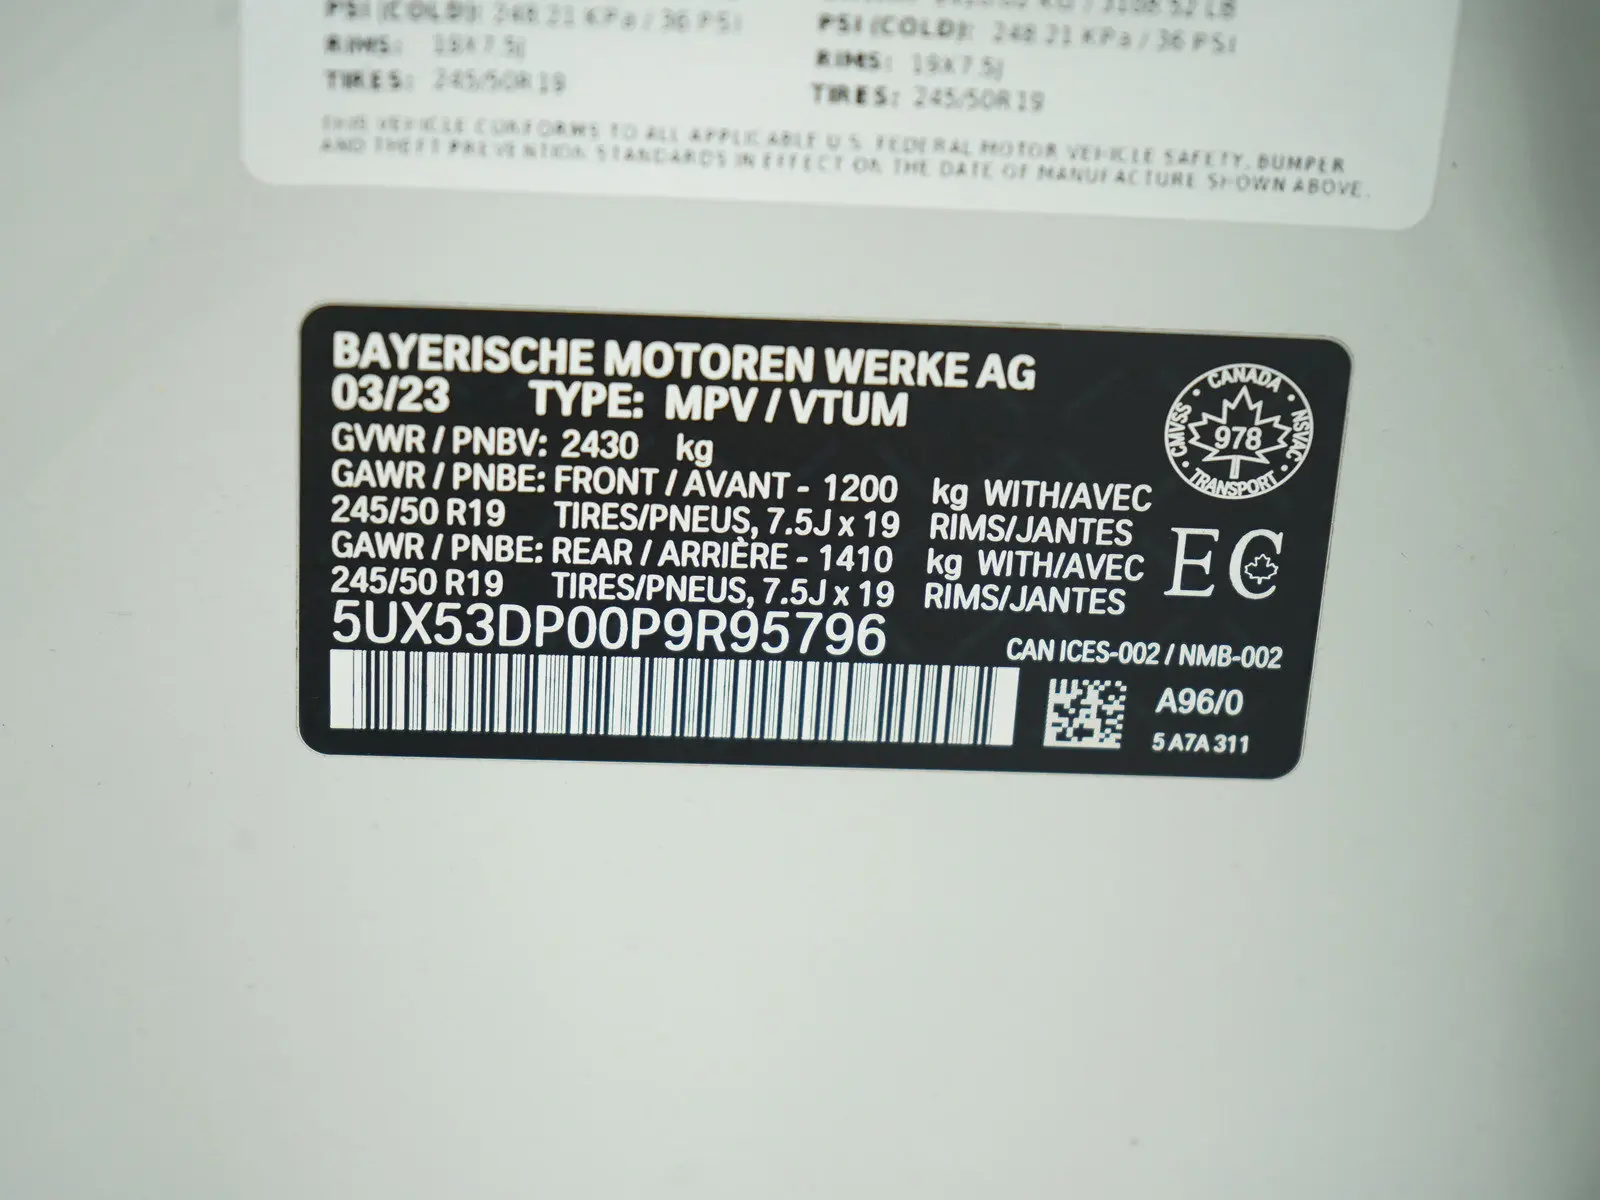 PSI (COLD): 248.21 KPa / 36 PSI
RIMS: 19X7.5J
TIRES: 245/50R19
3108.52 LB
PSI (COLD): 248.21 KPa / 36 PSI
RIMS: 19X7.5J
TIRES: 245/50R19
THIS VEHICLE CONFORMS TO ALL APPLICABLE U.S. FEDERAL MOTOR VEHICLE SAFETY, BUMPER
AND THEFT PREVENTION STANDARDS IN EFFECT ON THE DATE OF MANUFACTURE SHOWN ABOVE.
BAYERISCHE MOTOREN WERKE AG
03/23 TYPE: MPV / VTUM
GVWR / PNBV: 2430 kg
GAWR / PNBE: FRONT / AVANT - 1200 kg WITH/AVEC
245/50 R19 TIRES/PNEUS, 7.5J x 19 RIMS/JANTES
GAWR / PNBE: REAR / ARRIÈRE - 1410 kg WITH/AVEC
245/50 R19 TIRES/PNEUS, 7.5J x 19 RIMS/JANTES
5UX53DP00P9R95796
CANADA
CMVSS
978
NSVAC
TRANSPORT
EC
CAN ICES-002 / NMB-002
A96/0
5 A7A 311